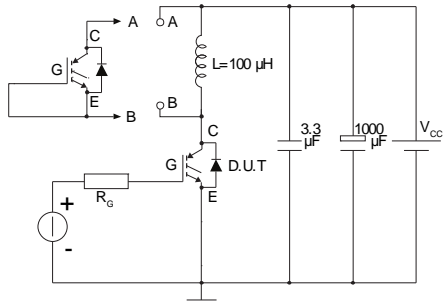 A
A
C
G
L=100 µH
E
B
B
C
3.3
µF
1000
µF
V_CC
G
D.U.T
E
R_G
+
-